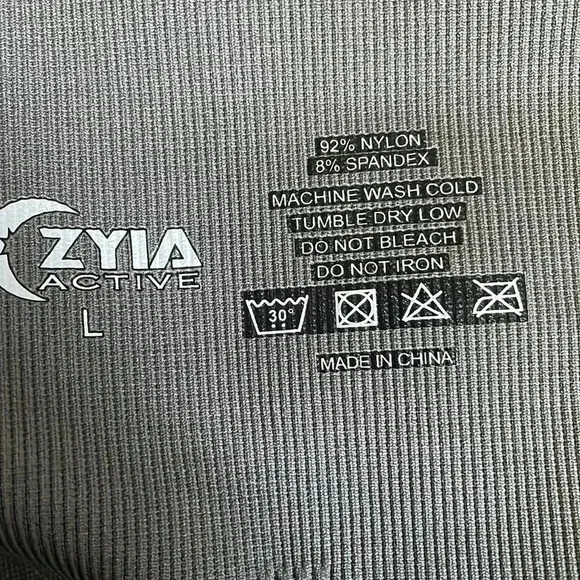 92% NYLON
8% SPANDEX
MACHINE WASH COLD
TUMBLE DRY LOW
DO NOT BLEACH
DO NOT IRON
ZYIA
ACTIVE
L
30°
MADE IN CHINA